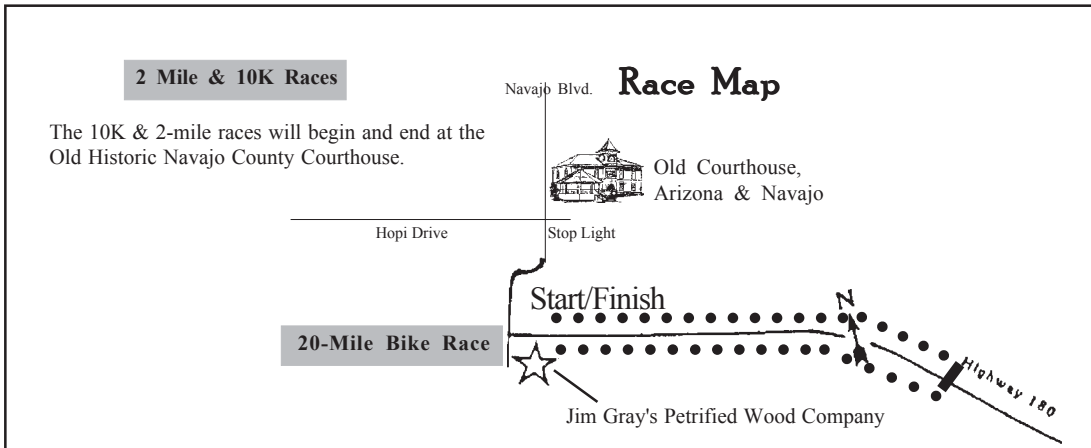 2 Mile & 10K Races
Race Map
Navajo Blvd.
The 10K & 2-mile races will begin and end at the
Old Historic Navajo County Courthouse.
Old Courthouse,
Arizona & Navajo
Hopi Drive
Stop Light
Start/Finish
N
20-Mile Bike Race
Highway 180
Jim Gray's Petrified Wood Company